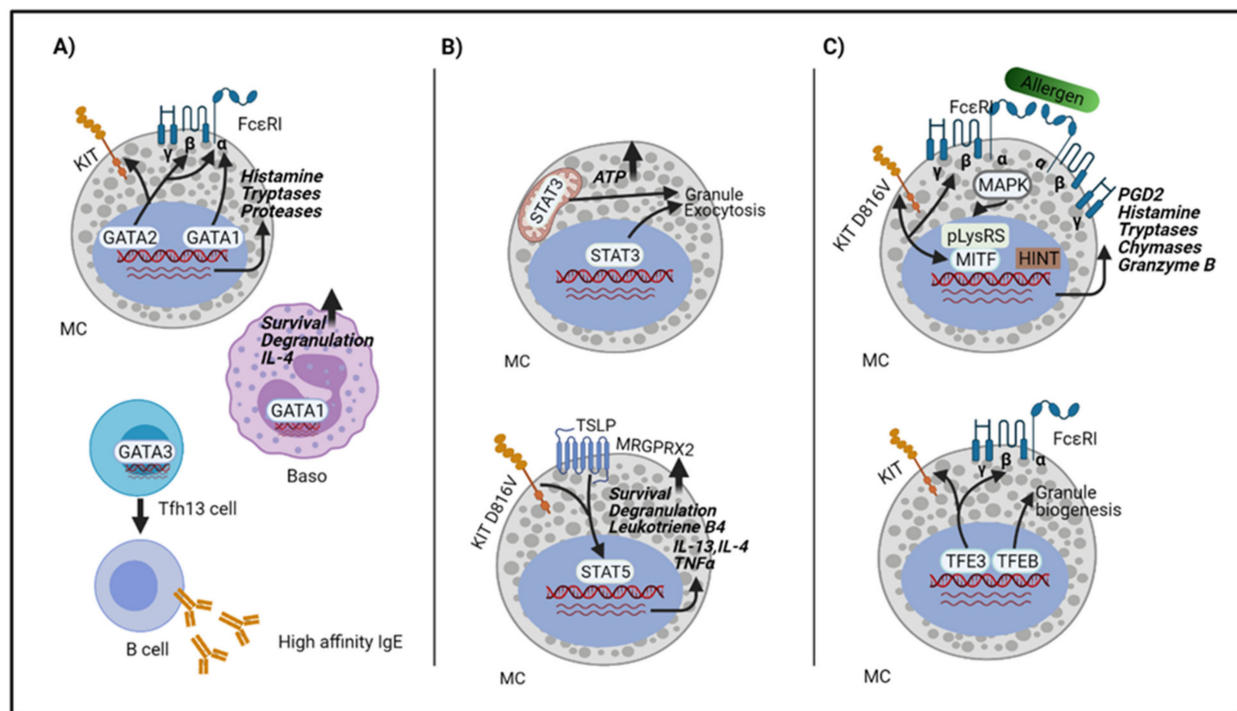 A)
FcεRI
KIT
γ
β
α
Histamine
Tryptases
Proteases
GATA2
GATA1
MC
Survival
Degranulation
IL-4
GATA1
Baso
GATA3
Tfh13 cell
B cell
High affinity IgE
B)
ATP
STAT3
Granule
Exocytosis
STAT3
MC
TSLP
MRGPRX2
KIT D816V
Survival
Degranulation
Leukotriene B4
IL-13,IL-4
TNFα
STAT5
MC
C)
Allergen
FcεRI
γ
β
α
α
β
γ
KIT D816V
MAPK
pLysRS
MITF
HINT
PGD2
Histamine
Tryptases
Chymases
Granzyme B
MC
FcεRI
KIT
γ
β
α
Granule
biogenesis
TFE3
TFEB
MC